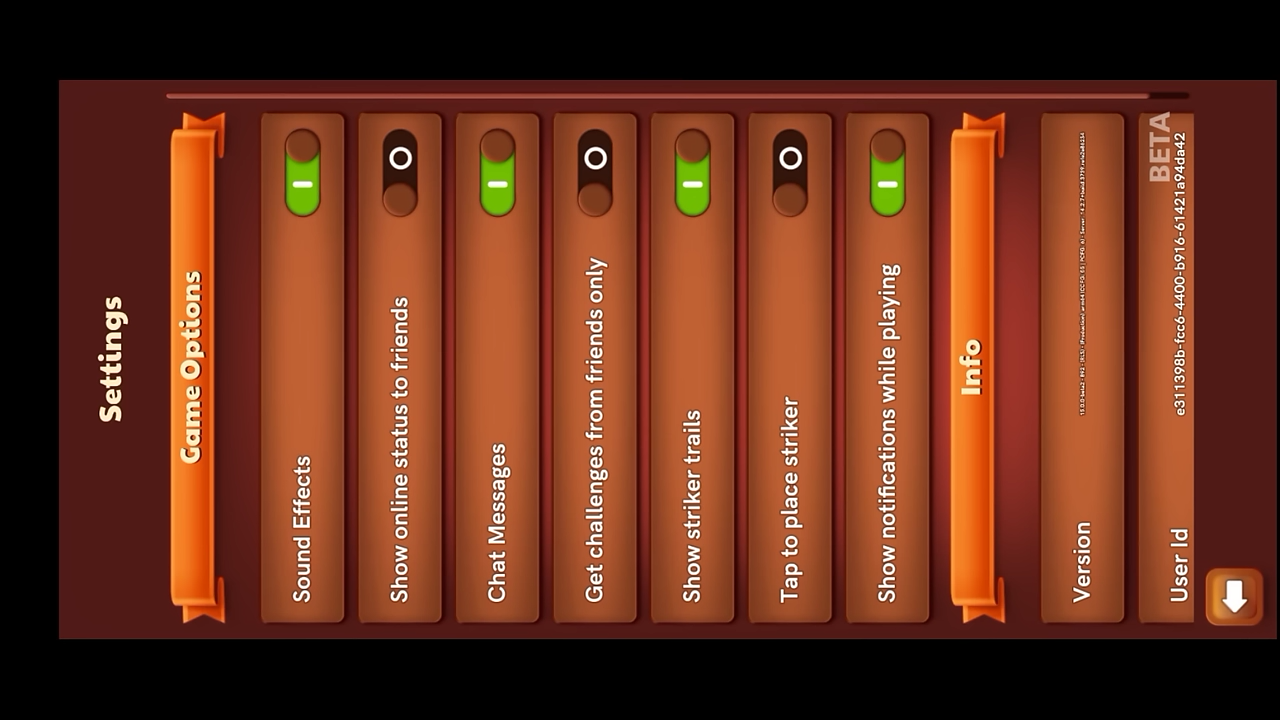 Settings
Game Options
Sound Effects
Show online status to friends
Chat Messages
Get challenges from friends only
Show striker trails
Tap to place striker
Show notifications while playing
Info
Version
BETA
User Id e311398b-fcc6-4400-b916-61421a94da42